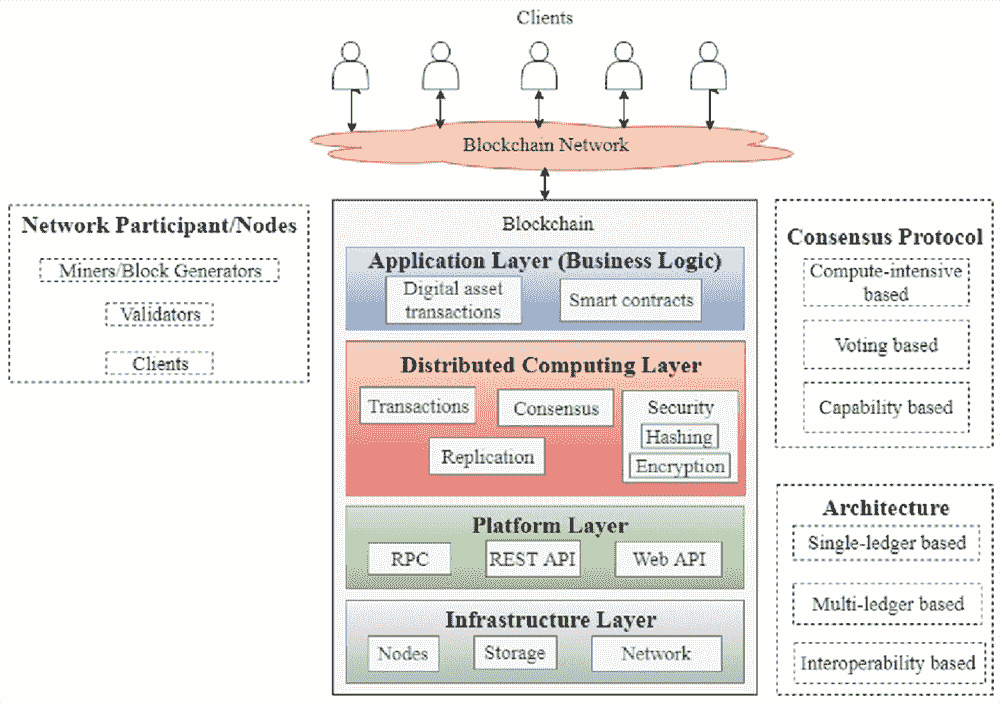 Clients
Blockchain Network
Network Participant/Nodes
Miners/Block Generators
Validators
Clients
Blockchain
Application Layer (Business Logic)
Digital asset
transactions
Smart contracts
Distributed Computing Layer
Transactions
Consensus
Replication
Security
Hashing
Encryption
Platform Layer
RPC
REST API
Web API
Infrastructure Layer
Nodes
Storage
Network
Consensus Protocol
Compute-intensive
based
Voting based
Capability based
Architecture
Single-ledger based
Multi-ledger based
Interoperability based